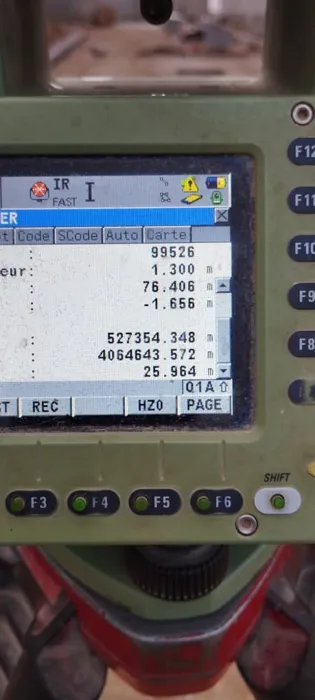 IR
FAST I
ER
t Code SCode Auto Carte
: 99526
eur: 1.300 m
: 76.406 m
: -1.656 m
: 527354.348 m
: 4064643.572 m
: 25.964 m
Q1A⇧
ST REC HZ0 PAGE
F12
F11
F10
F9
F8
SHIFT
F3 F4 F5 F6